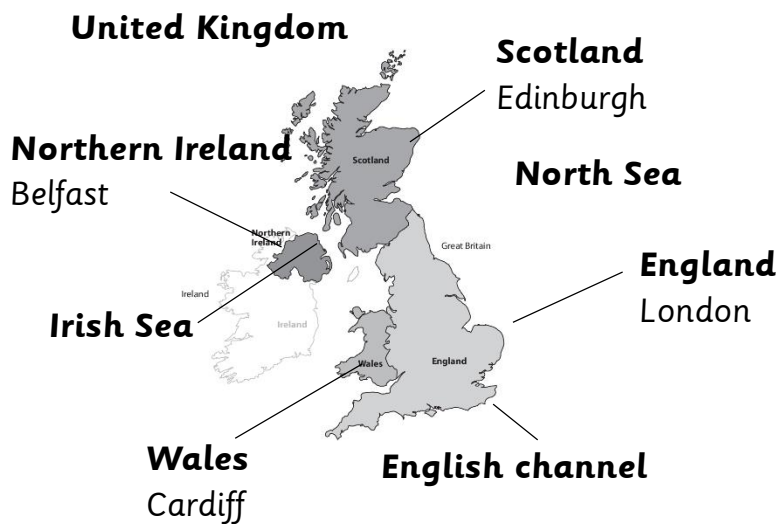 United Kingdom
Scotland
Edinburgh
Northern Ireland
Belfast
Scotland
North Sea
Northern
Ireland
Great Britain
England
London
Ireland
Irish Sea
Ireland
Wales
England
Wales
Cardiff
English channel